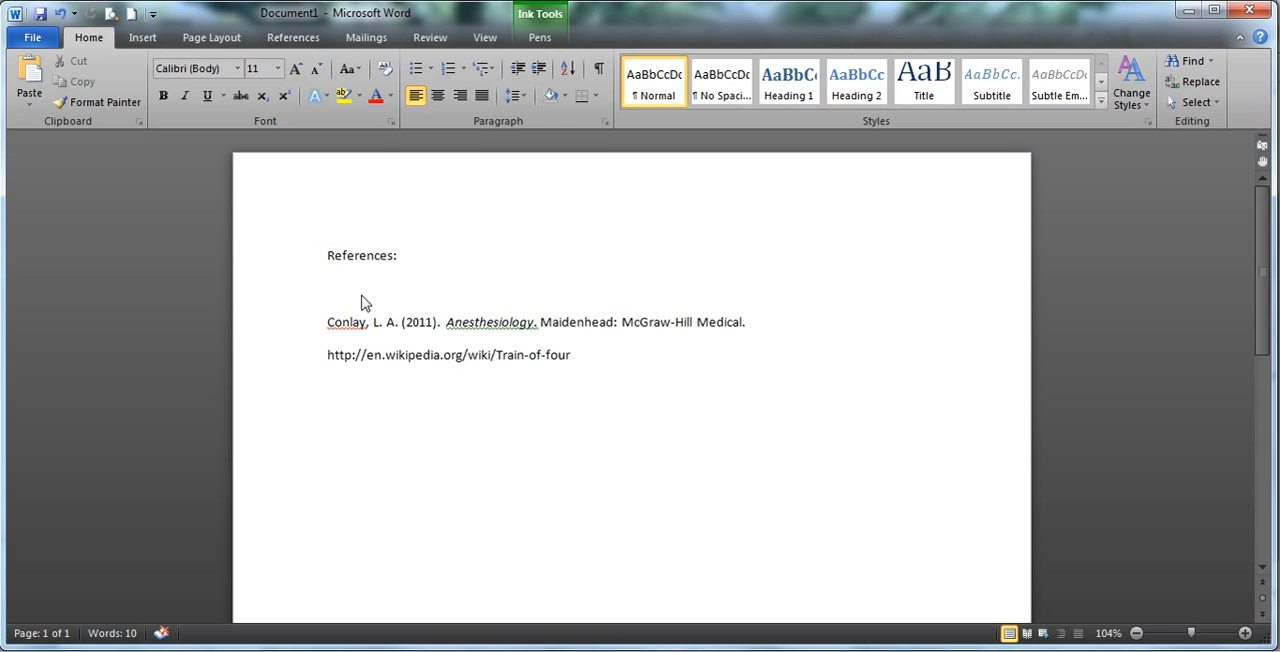 Document1 - Microsoft Word
Ink Tools
File Home Insert Page Layout References Mailings Review View Pens
Paste
Cut
Copy
Format Painter
Clipboard
Calibri (Body) 11
Font
Paragraph
AaBbCcDc AaBbCcDc AaBbC AaBbCc AaB AaBbCc. AaBbCcDc
¶ Normal ¶ No Spaci... Heading 1 Heading 2 Title Subtitle Subtle Em...
Change
Styles
Styles
Find
Replace
Select
Editing
References:
Conlay, L. A. (2011). Anesthesiology. Maidenhead: McGraw-Hill Medical.
http://en.wikipedia.org/wiki/Train-of-four
Page: 1 of 1 Words: 10 104%